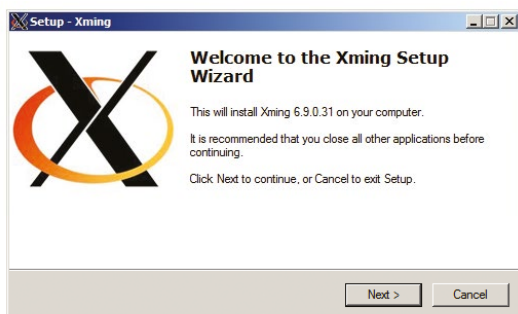 Setup - Xming
Welcome to the Xming Setup
Wizard
This will install Xming 6.9.0.31 on your computer.
It is recommended that you close all other applications before
continuing.
Click Next to continue, or Cancel to exit Setup.
Next >
Cancel